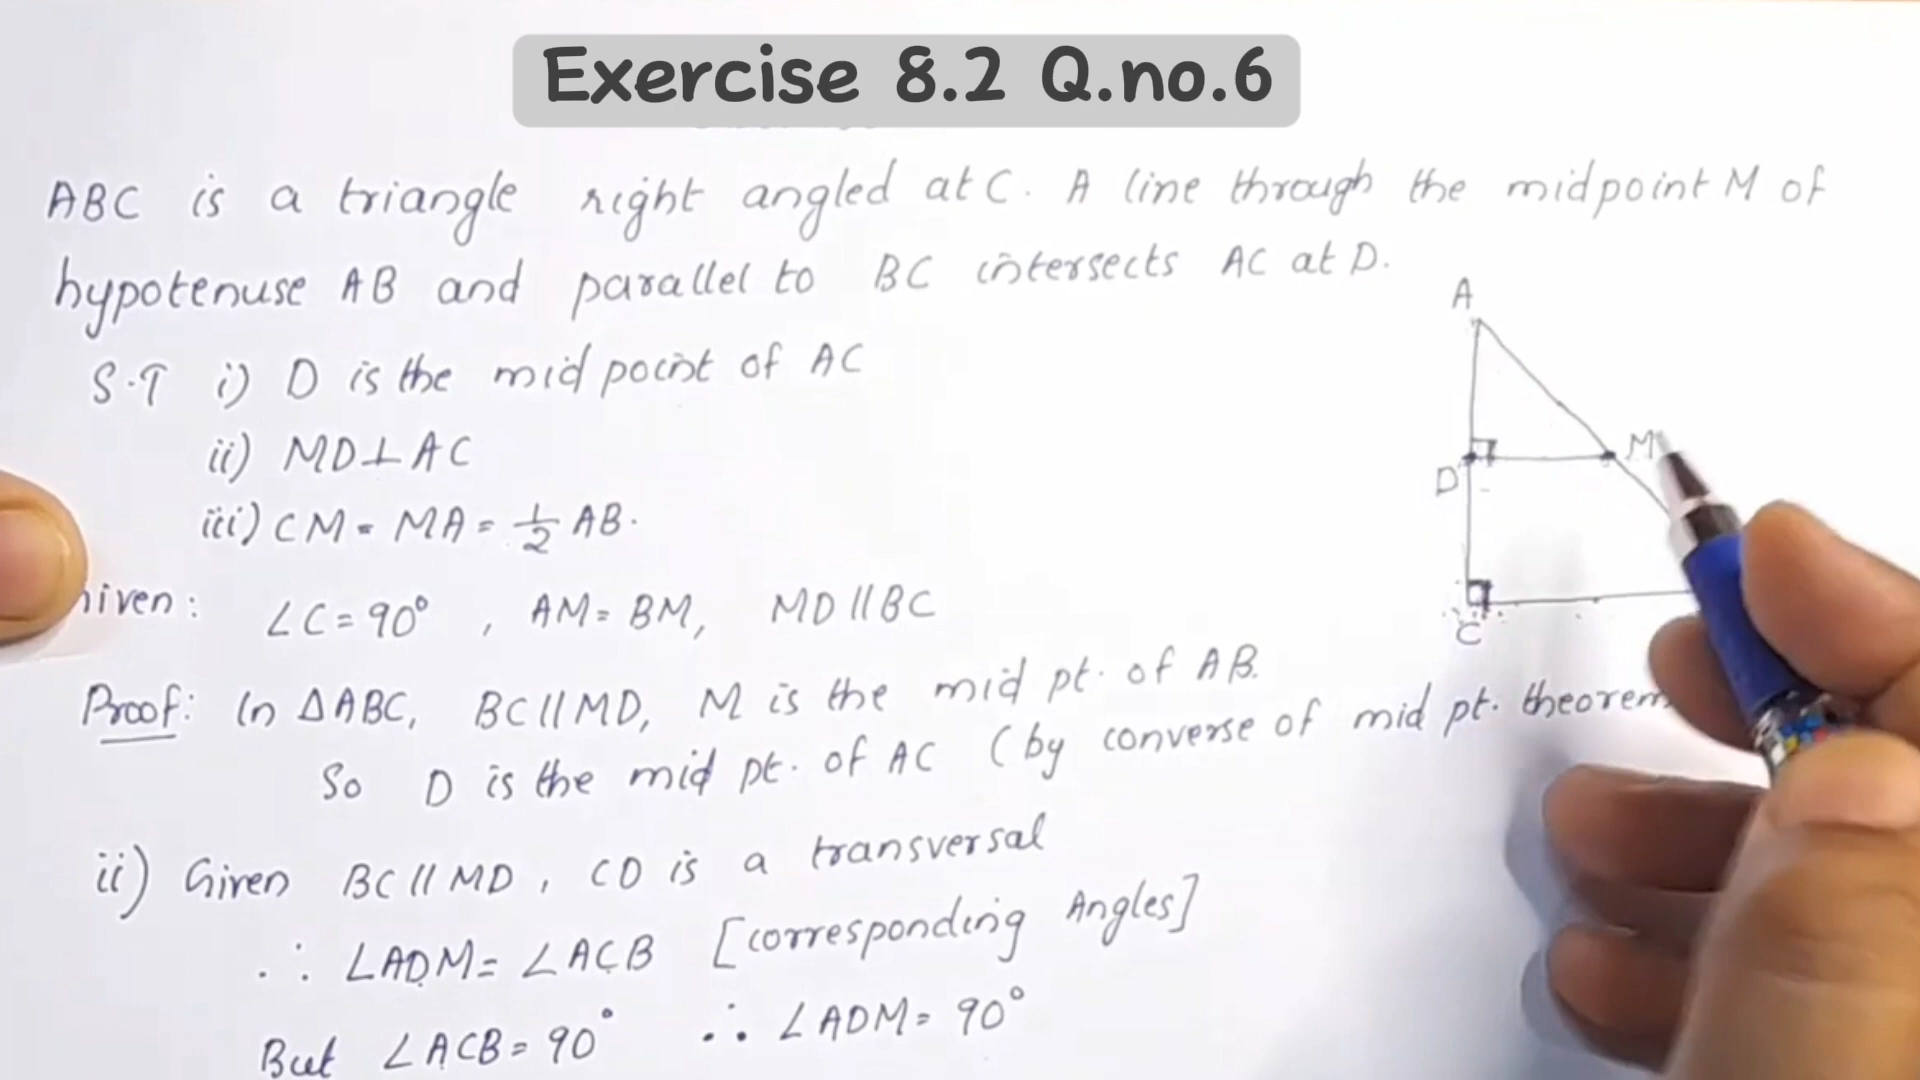 Exercise 8.2 Q.no.6
ABC is a triangle right angled at C. A line through the midpoint M of
hypotenuse AB and parallel to BC intersects AC at D.
S.T i) D is the mid point of AC
ii) MD⊥AC
iii) CM = MA = 1/2 AB.
iven: ∠C = 90°, AM = BM, MD || BC
Proof: In △ABC, BC || MD, M is the mid pt. of AB.
So D is the mid pt. of AC (by converse of mid pt. theorem
ii) Given BC || MD, CD is a transversal
∴ ∠ADM = ∠ACB [corresponding Angles]
But ∠ACB = 90° ∴ ∠ADM = 90°
A
M
D
C